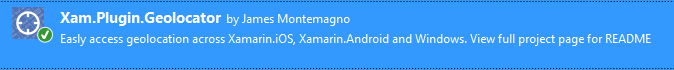 Xam.Plugin.Geolocator by James Montemagno
Easly access geolocation across Xamarin.iOS, Xamarin.Android and Windows. View full project page for README